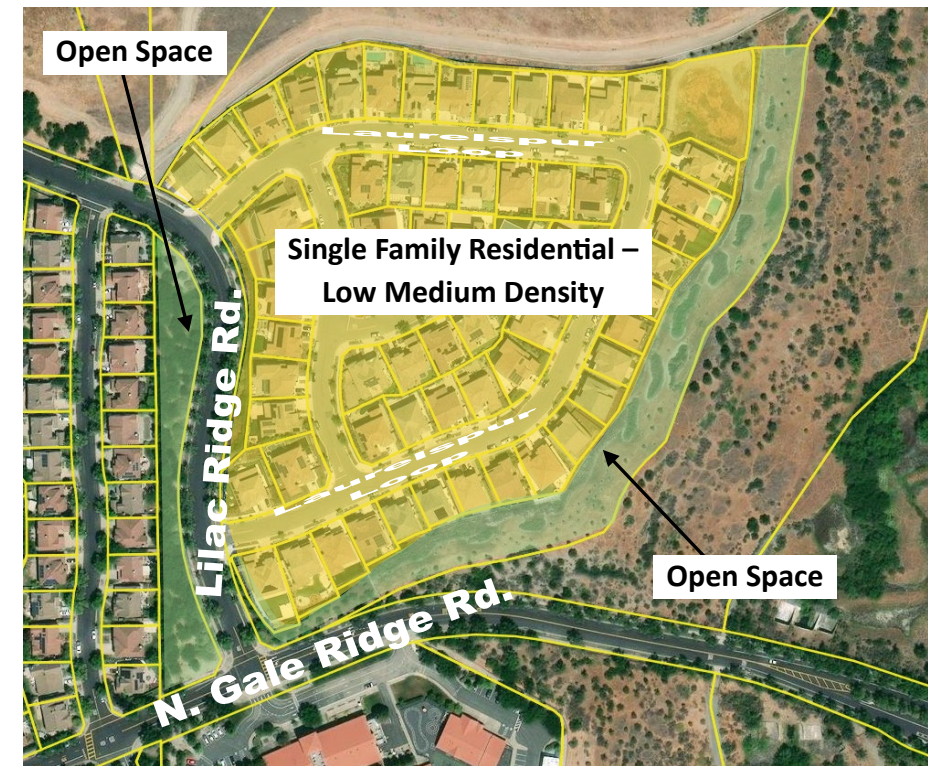 Open Space
Laurelspur
Loop
Single Family Residential –
Low Medium Density
Lilac Ridge Rd.
Laurelspur
Loop
Open Space
N. Gale Ridge Rd.